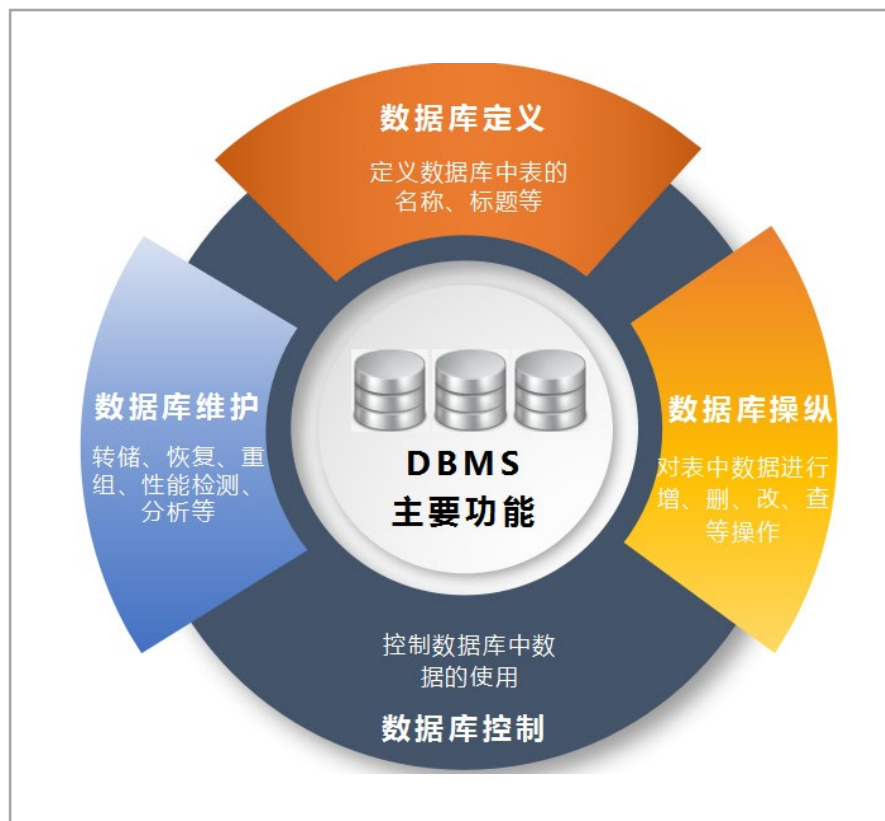 数据库定义
定义数据库中表的
名称、标题等
数据库维护
转储、恢复、重
组、性能检测、
分析等
DBMS
主要功能
数据库操纵
对表中数据进行
增、删、改、查
等操作
控制数据库中数
据的使用
数据库控制